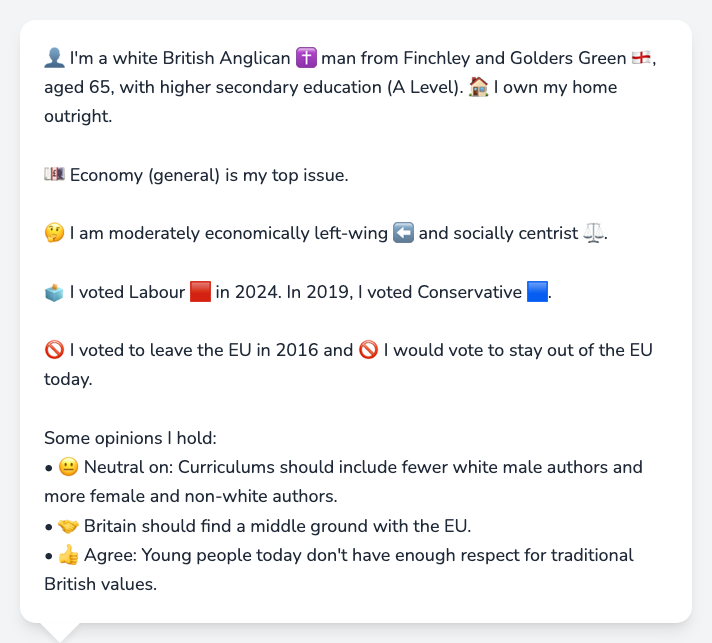 👤 I'm a white British Anglican ✝️ man from Finchley and Golders Green 🏴󠁧󠁢󠁥󠁮󠁧󠁿,
aged 65, with higher secondary education (A Level). 🏠 I own my home
outright.
💷 Economy (general) is my top issue.
🤔 I am moderately economically left-wing ⬅️ and socially centrist ⚖️.
🗳️ I voted Labour 🟥 in 2024. In 2019, I voted Conservative 🟦.
🚫 I voted to leave the EU in 2016 and 🚫 I would vote to stay out of the EU
today.
Some opinions I hold:
• 😐 Neutral on: Curriculums should include fewer white male authors and
more female and non-white authors.
• 🤝 Britain should find a middle ground with the EU.
• 👍 Agree: Young people today don't have enough respect for traditional
British values.